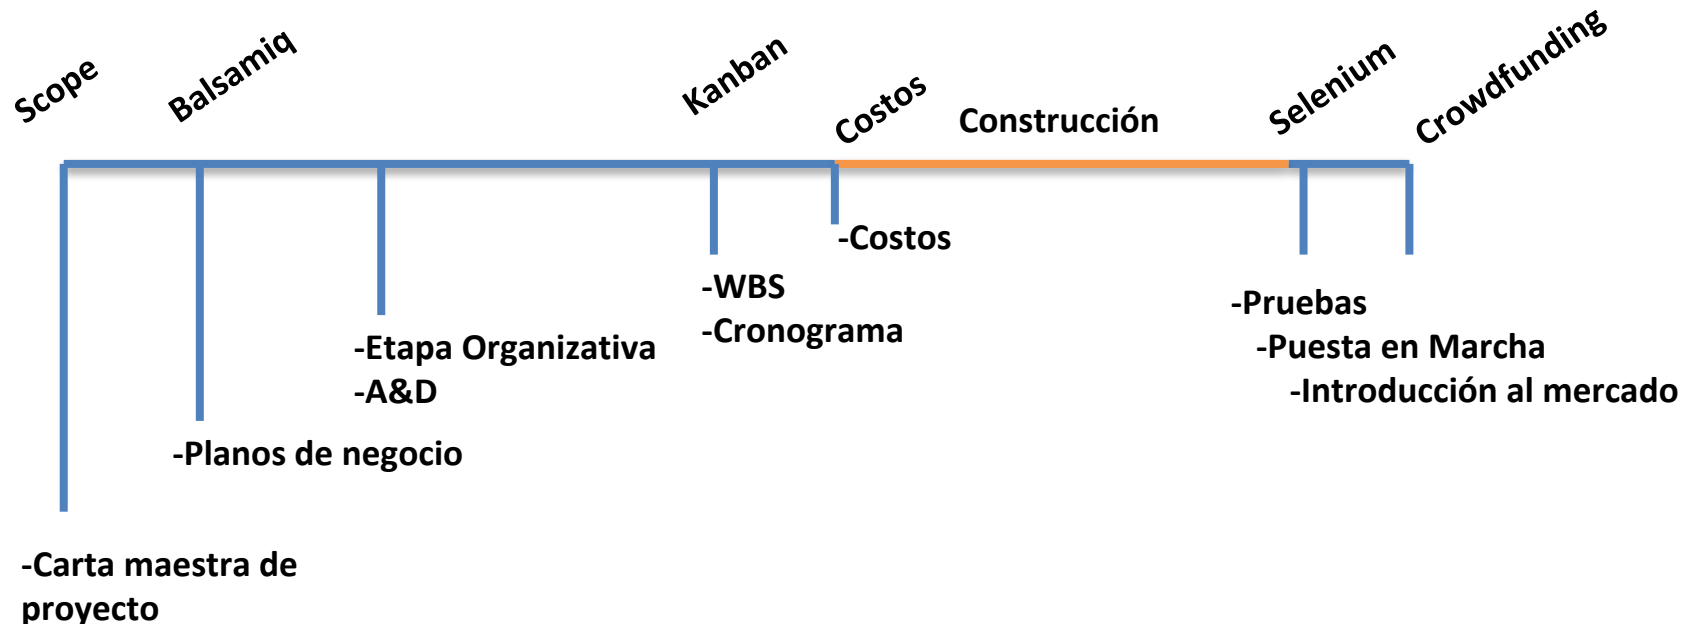 Scope
Balsamiq
Kanban
Costos
Construcción
Selenium
Crowdfunding
-Costos
-WBS
-Cronograma
-Pruebas
-Puesta en Marcha
-Introducción al mercado
-Etapa Organizativa
-A&D
-Planos de negocio
-Carta maestra de
proyecto